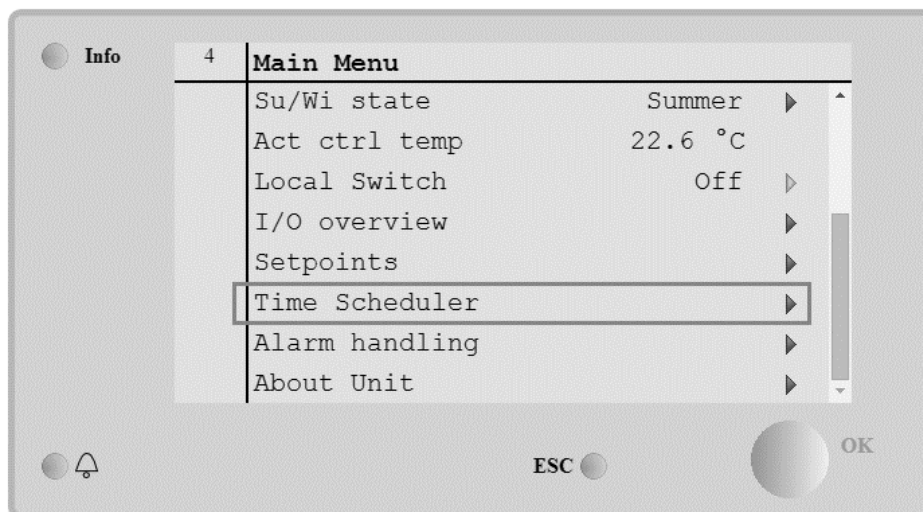 Info
4 Main Menu
Su/Wi state Summer
Act ctrl temp 22.6 °C
Local Switch Off
I/O overview
Setpoints
Time Scheduler
Alarm handling
About Unit
ESC
OK